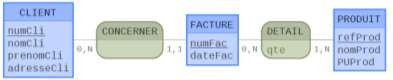 CLIENT
numCli
nomCli
prenomCli
adresseCli
0,N
CONCERNER
1,1
FACTURE
numFac
dateFac
0,N
DETAIL
qte
1,N
PRODUIT
refProd
nomProd
PUProd